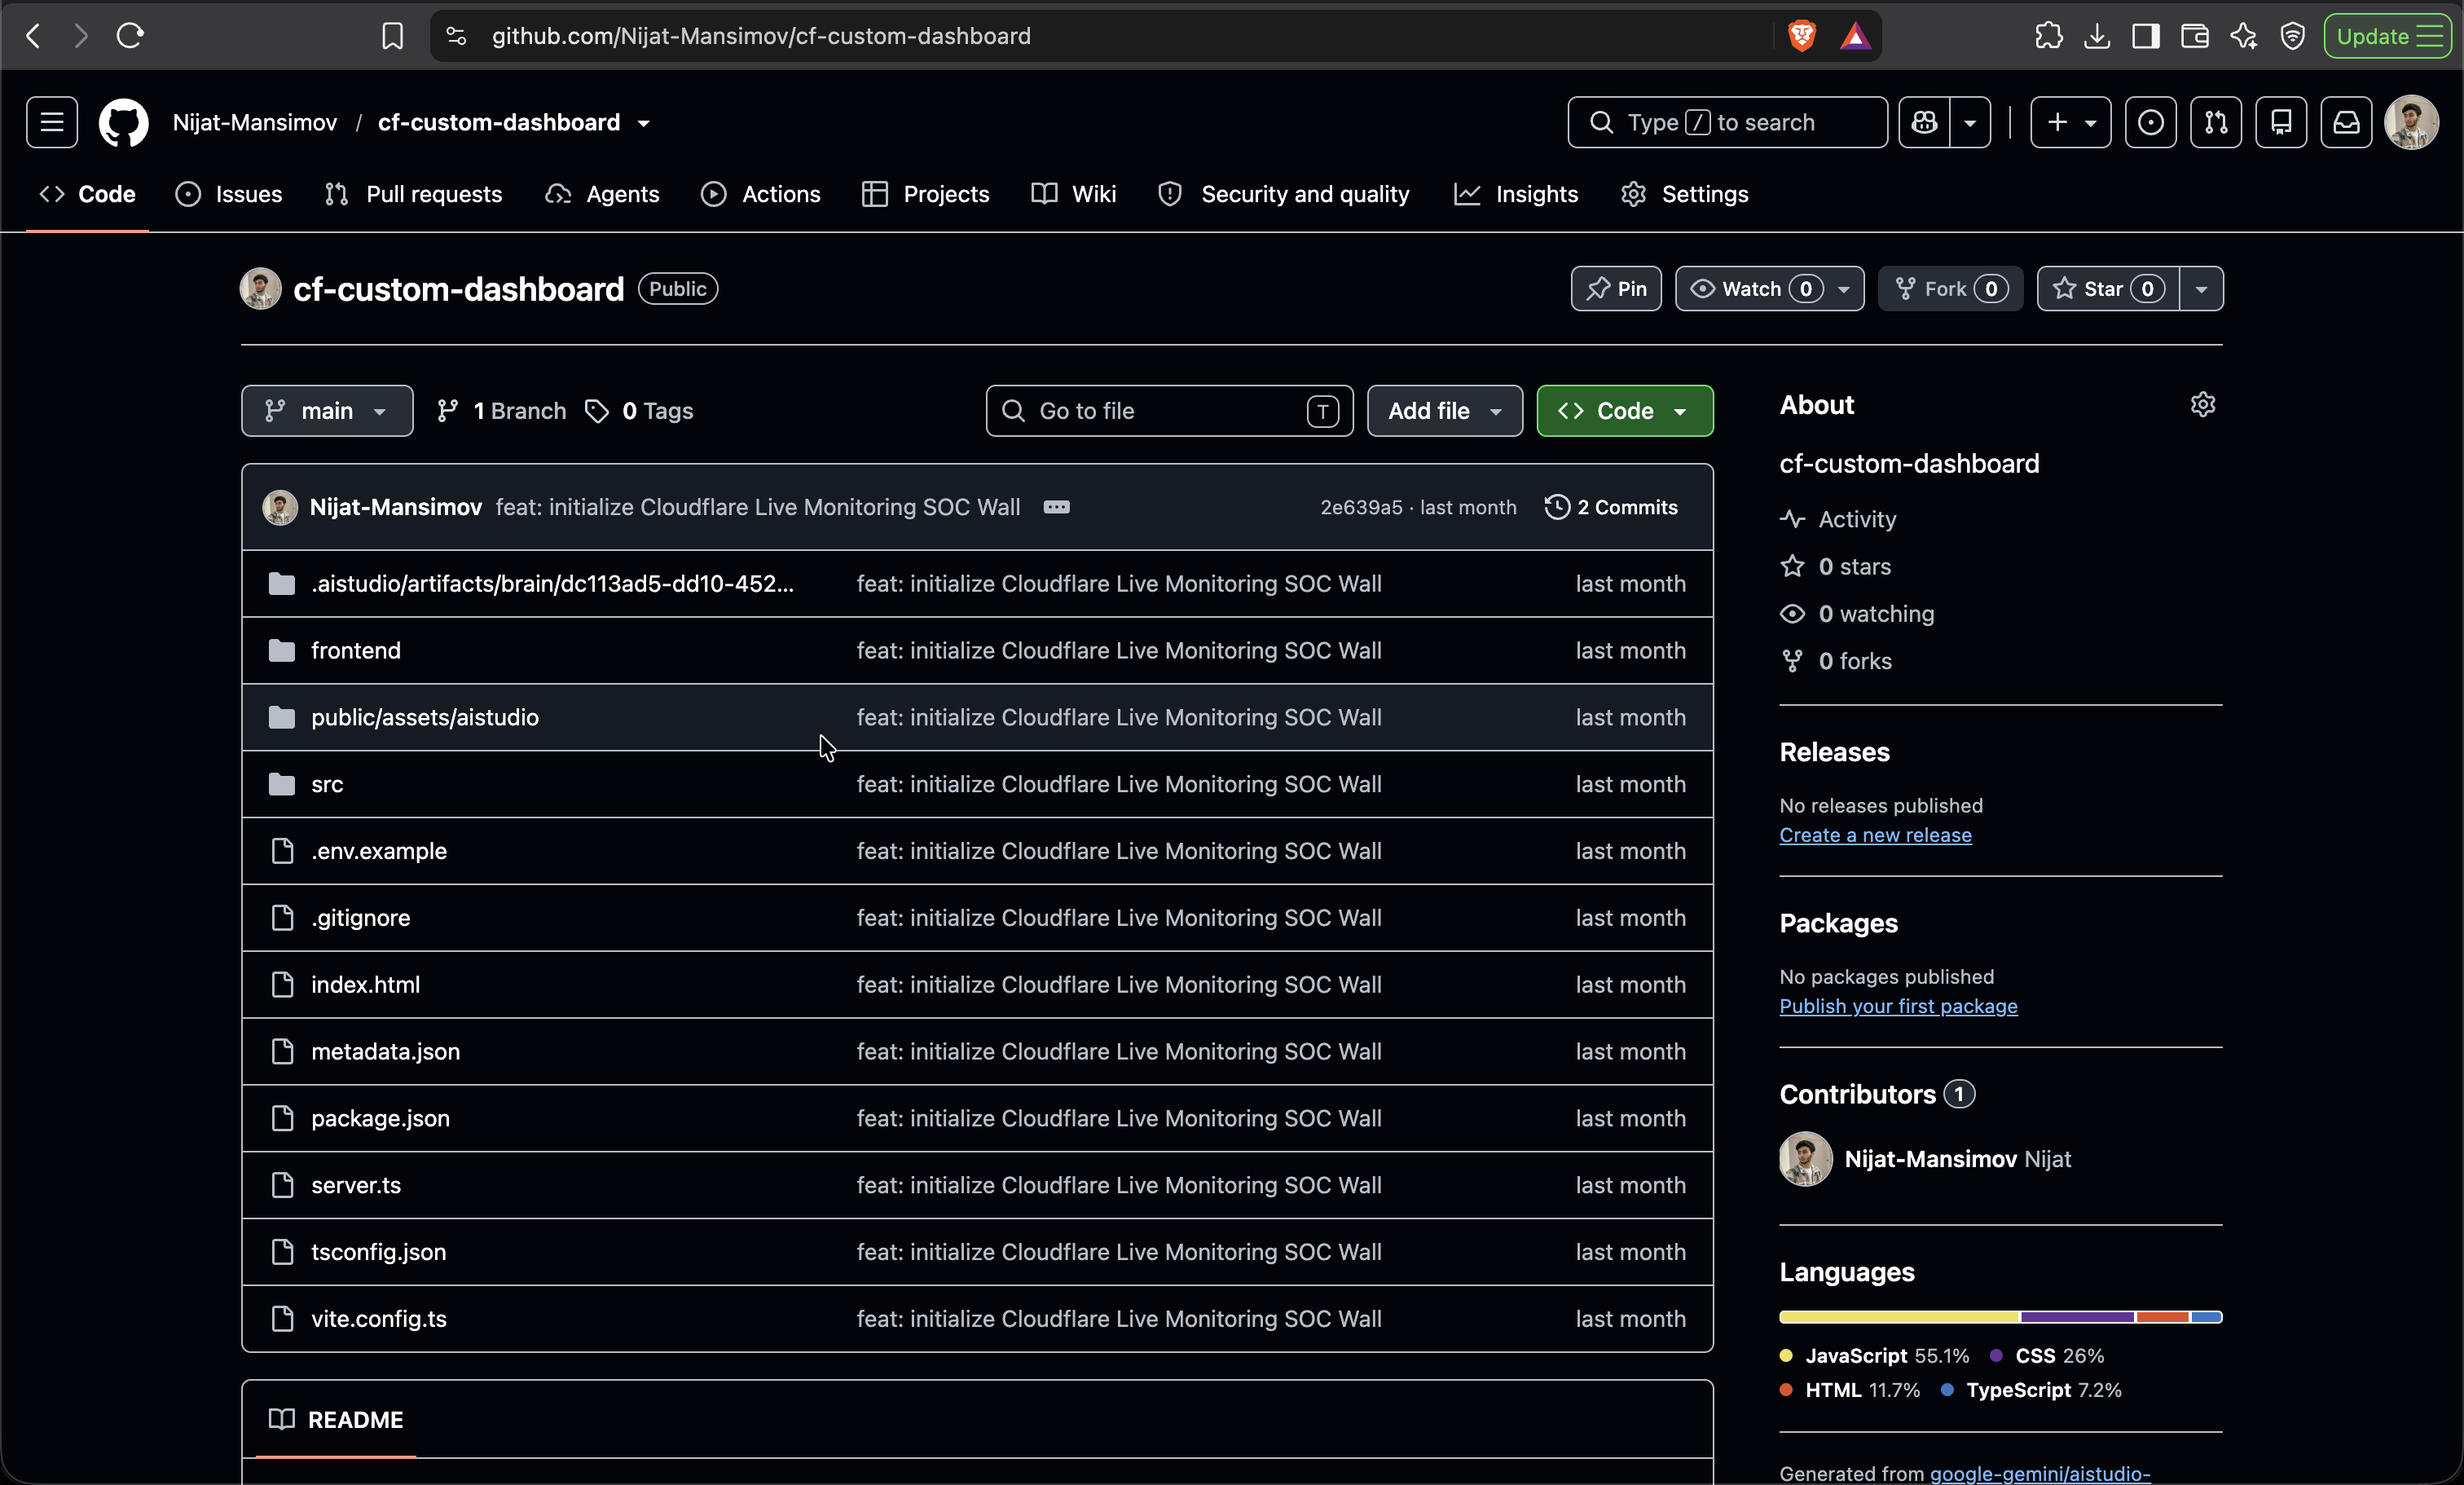 github.com/Nijat-Mansimov/cf-custom-dashboard
Update
Nijat-Mansimov / cf-custom-dashboard
Type / to search
Code Issues Pull requests Agents Actions Projects Wiki Security and quality Insights Settings
cf-custom-dashboard Public
Pin Watch 0 Fork 0 Star 0
main 1 Branch 0 Tags
Go to file T Add file Code
Nijat-Mansimov feat: initialize Cloudflare Live Monitoring SOC Wall 2e639a5 · last month 2 Commits
.aistudio/artifacts/brain/dc113ad5-dd10-452... feat: initialize Cloudflare Live Monitoring SOC Wall last month
frontend feat: initialize Cloudflare Live Monitoring SOC Wall last month
public/assets/aistudio feat: initialize Cloudflare Live Monitoring SOC Wall last month
src feat: initialize Cloudflare Live Monitoring SOC Wall last month
.env.example feat: initialize Cloudflare Live Monitoring SOC Wall last month
.gitignore feat: initialize Cloudflare Live Monitoring SOC Wall last month
index.html feat: initialize Cloudflare Live Monitoring SOC Wall last month
metadata.json feat: initialize Cloudflare Live Monitoring SOC Wall last month
package.json feat: initialize Cloudflare Live Monitoring SOC Wall last month
server.ts feat: initialize Cloudflare Live Monitoring SOC Wall last month
tsconfig.json feat: initialize Cloudflare Live Monitoring SOC Wall last month
vite.config.ts feat: initialize Cloudflare Live Monitoring SOC Wall last month
README
About
cf-custom-dashboard
Activity
0 stars
0 watching
0 forks
Releases
No releases published
Create a new release
Packages
No packages published
Publish your first package
Contributors 1
Nijat-Mansimov Nijat
Languages
JavaScript 55.1% CSS 26%
HTML 11.7% TypeScript 7.2%
Generated from google-gemini/aistudio-